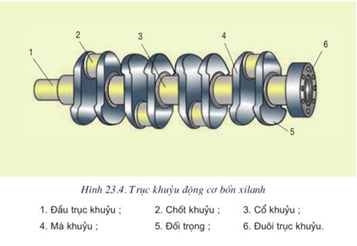 1
2
3
4
6
5
Hình 23.4. Trục khuỷu động cơ bốn xilanh
1. Đầu trục khuỷu ; 2. Chốt khuỷu ; 3. Cổ khuỷu ;
4. Má khuỷu ; 5. Đối trọng ; 6. Đuôi trục khuỷu.